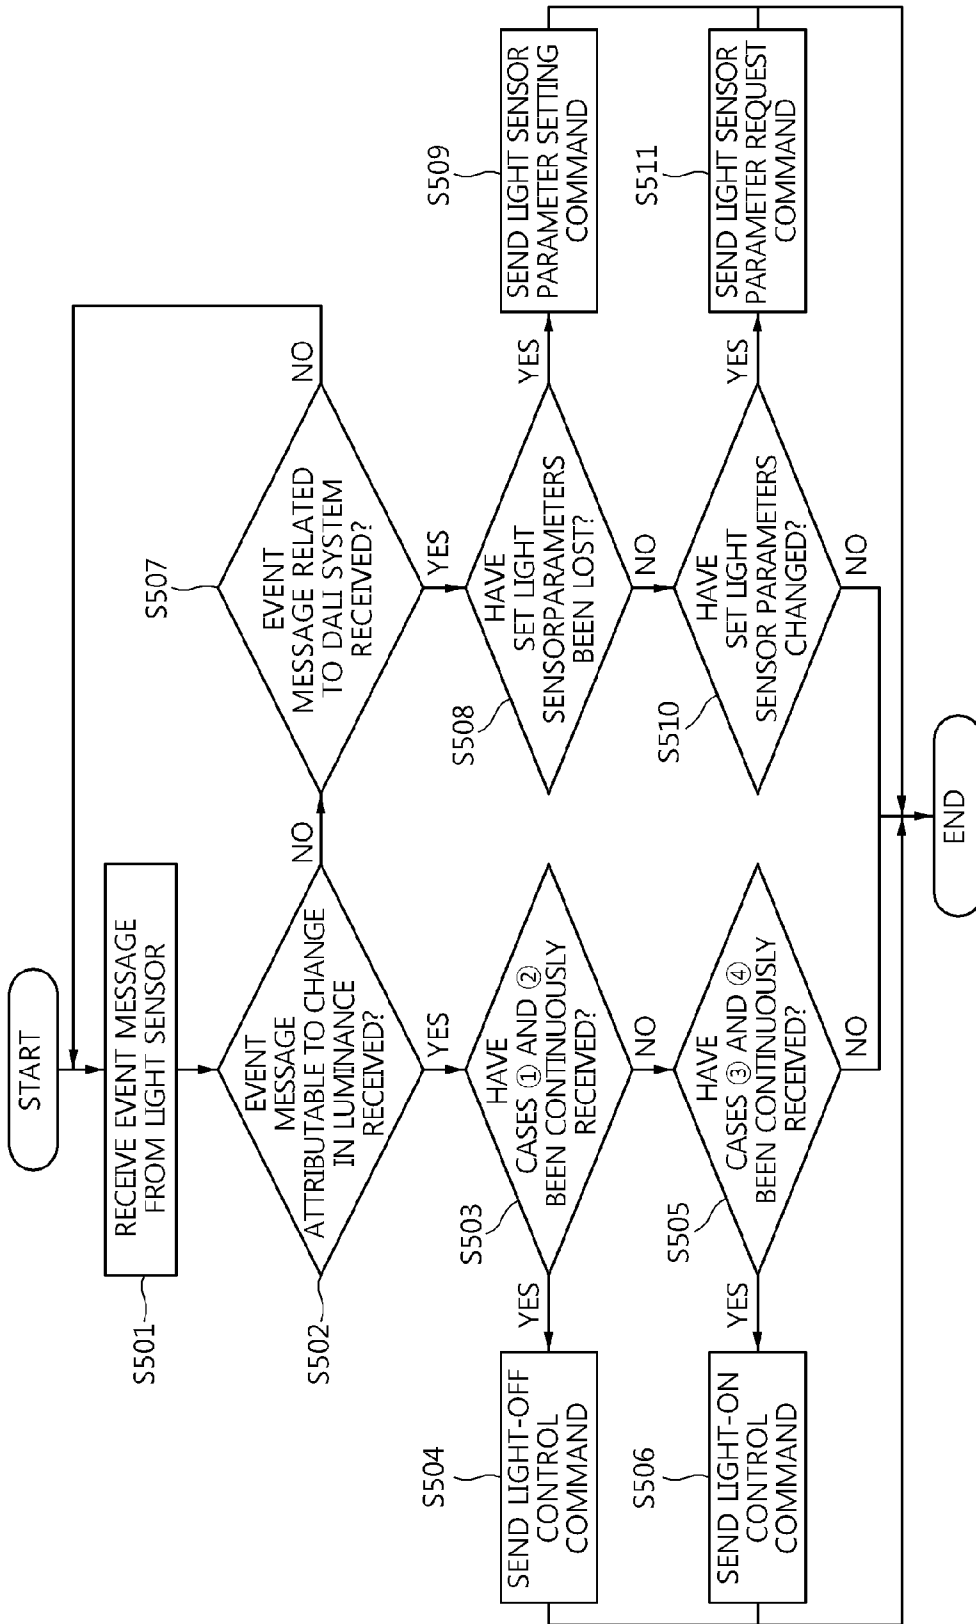 START
RECEIVE EVENT MESSAGE
FROM LIGHT SENSOR
S501
EVENT
MESSAGE
ATTRIBUTABLE TO CHANGE
IN LUMINANCE
RECEIVED?
S502
NO
YES
EVENT
MESSAGE RELATED
TO DALI SYSTEM
RECEIVED?
S507
NO
YES
HAVE
CASES ① AND ②
BEEN CONTINUOUSLY
RECEIVED?
S503
YES
NO
SEND LIGHT-OFF
CONTROL
COMMAND
S504
HAVE
CASES ③ AND ④
BEEN CONTINUOUSLY
RECEIVED?
S505
YES
NO
SEND LIGHT-ON
CONTROL
COMMAND
S506
HAVE
SET LIGHT
SENSORPARAMETERS
BEEN LOST?
S508
YES
NO
SEND LIGHT SENSOR
PARAMETER SETTING
COMMAND
S509
HAVE
SET LIGHT
SENSOR PARAMETERS
CHANGED?
S510
YES
NO
SEND LIGHT SENSOR
PARAMETER REQUEST
COMMAND
S511
END